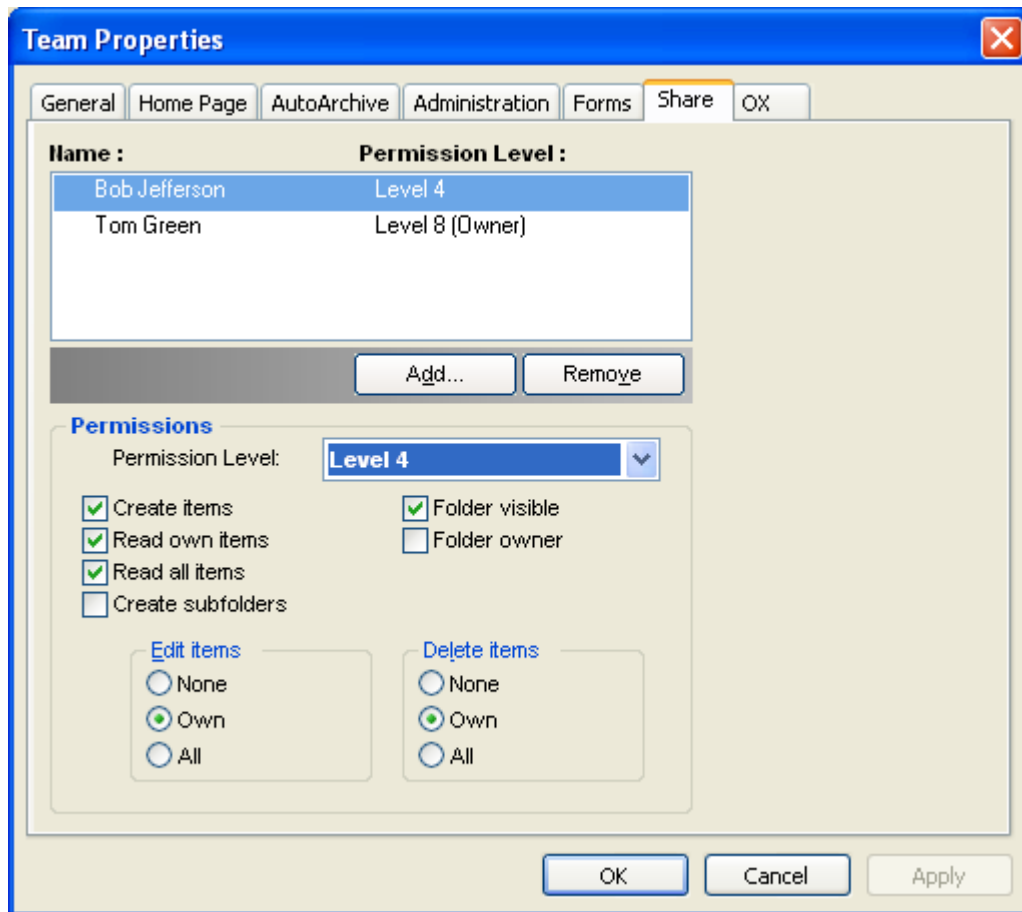 Team Properties
General Home Page AutoArchive Administration Forms Share OX
Name : Permission Level :
Bob Jefferson Level 4
Tom Green Level 8 (Owner)
Add... Remove
Permissions
Permission Level: Level 4
Create items Folder visible
Read own items Folder owner
Read all items
Create subfolders
Edit items Delete items
None None
Own Own
All All
OK Cancel Apply